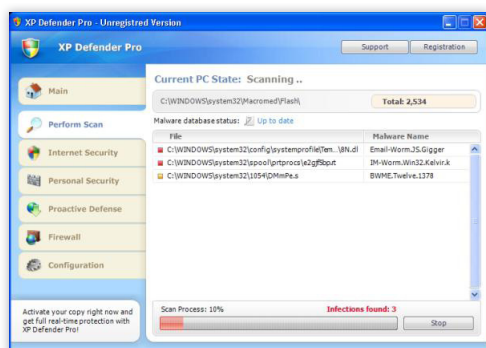 XP Defender Pro - Unregistred Version
XP Defender Pro
Support
Registration
Main
Perform Scan
Internet Security
Personal Security
Proactive Defense
Firewall
Configuration
Activate your copy right now and
get full real-time protection with
XP Defender Pro!
Current PC State: Scanning ..
C:\WINDOWS\system32\Macromed\Flash\
Total: 2,534
Malware database status: Up to date
File Malware Name
C:\WINDOWS\system32\config\systemprofile\Tem...\8N.dl Email-Worm.JS.Gigger
C:\WINDOWS\system32\spool\prtprocs\e2gjfSbp.rt IM-Worm.Win32.Kelvir.k
C:\WINDOWS\system32\1054\DMmPe.s BWME.Twelve.1378
Scan Process: 10% Infections found: 3
Stop